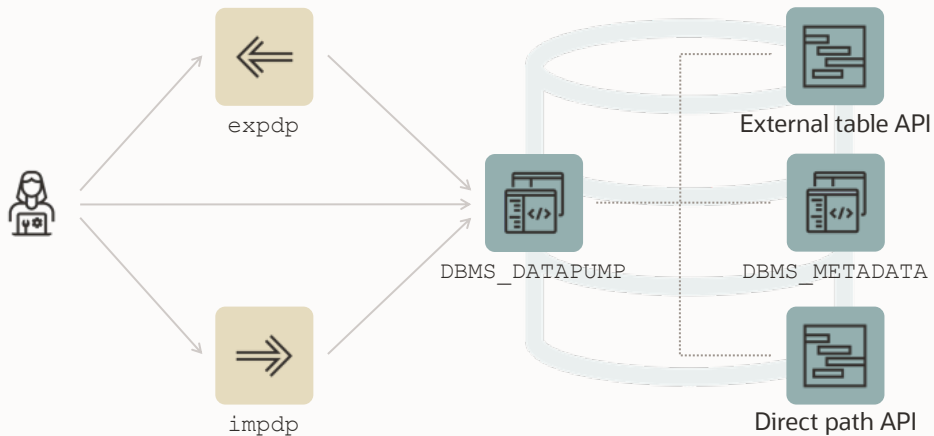 expdp
External table API
</>
DBMS_DATAPUMP
</>
DBMS_METADATA
impdp
Direct path API